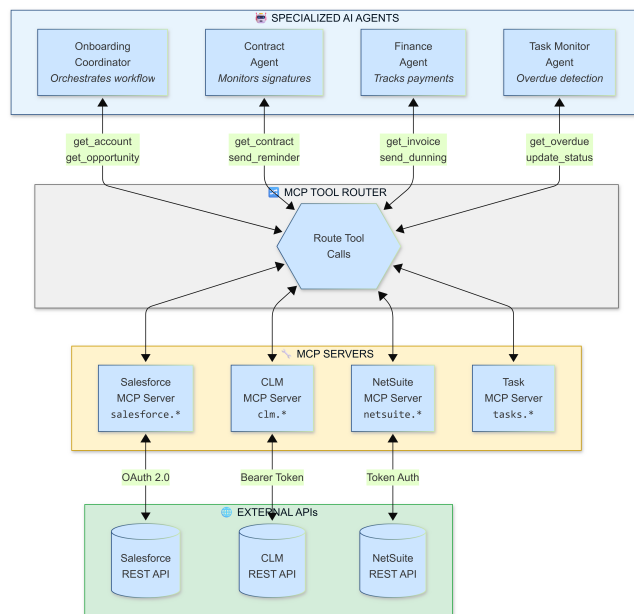 SPECIALIZED AI AGENTS
Onboarding
Coordinator
Orchestrates workflow
Contract
Agent
Monitors signatures
Finance
Agent
Tracks payments
Task Monitor
Agent
Overdue detection
get_account
get_opportunity
get_contract
send_reminder
get_invoice
send_dunning
get_overdue
update_status
MCP TOOL ROUTER
Route Tool
Calls
MCP SERVERS
Salesforce
MCP Server
salesforce.*
CLM
MCP Server
clm.*
NetSuite
MCP Server
netsuite.*
Task
MCP Server
tasks.*
OAuth 2.0
Bearer Token
Token Auth
EXTERNAL APIs
Salesforce
REST API
CLM
REST API
NetSuite
REST API